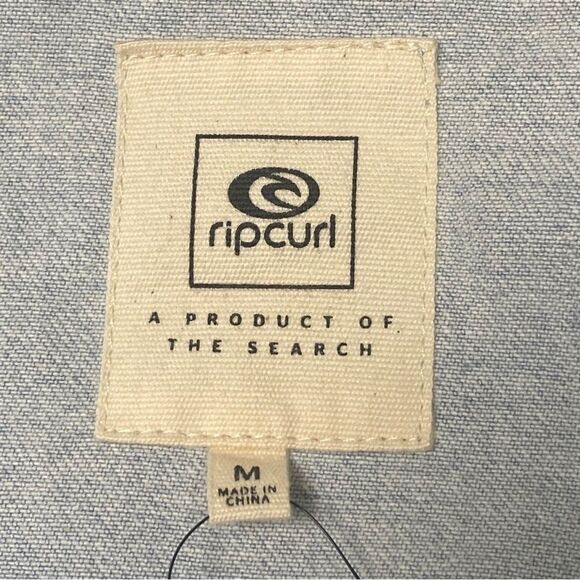 ripcurl
A PRODUCT OF
THE SEARCH
M
MADE IN
CHINA